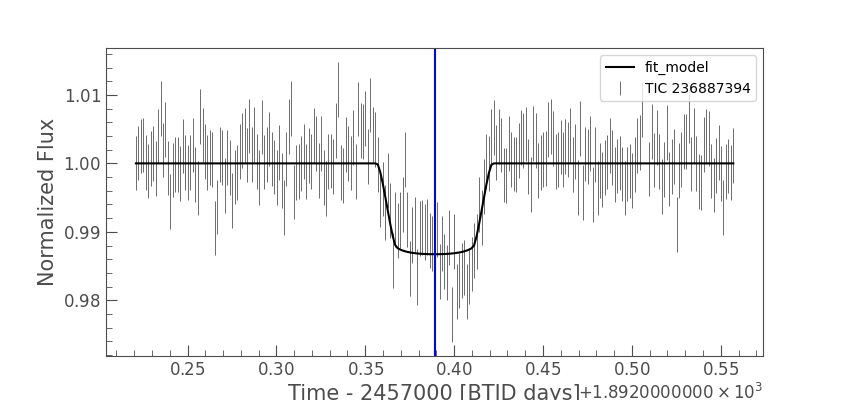 fit_model
TIC 236887394
1.01
1.00
0.99
0.98
Normalized Flux
0.25 0.30 0.35 0.40 0.45 0.50 0.55
Time - 2457000 [BTJD days]
+1.8920000000 × 10³